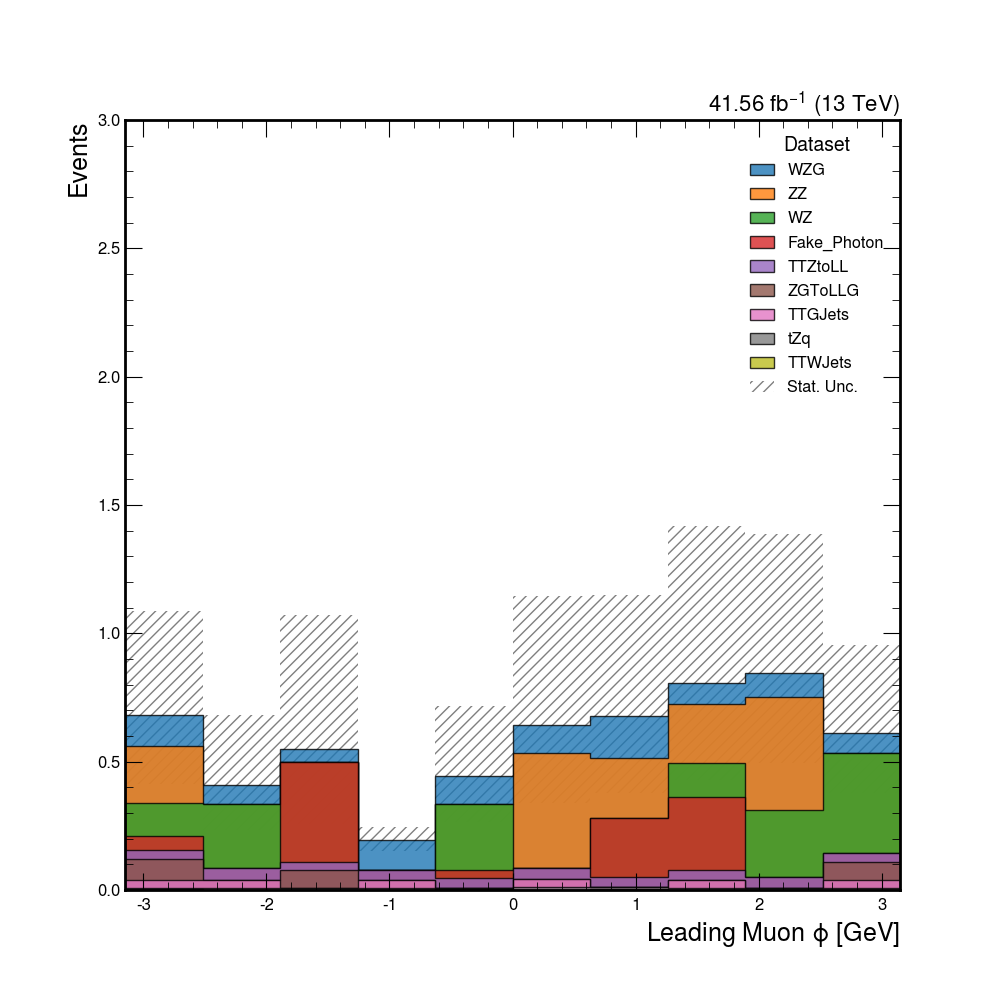 41.56 fb⁻¹ (13 TeV)
Events
3.0
2.5
2.0
1.5
1.0
0.5
0.0
Dataset
WZG
ZZ
WZ
Fake_Photon
TTZtoLL
ZGToLLG
TTGJets
tZq
TTWJets
Stat. Unc.
-3 -2 -1 0 1 2 3
Leading Muon ϕ [GeV]